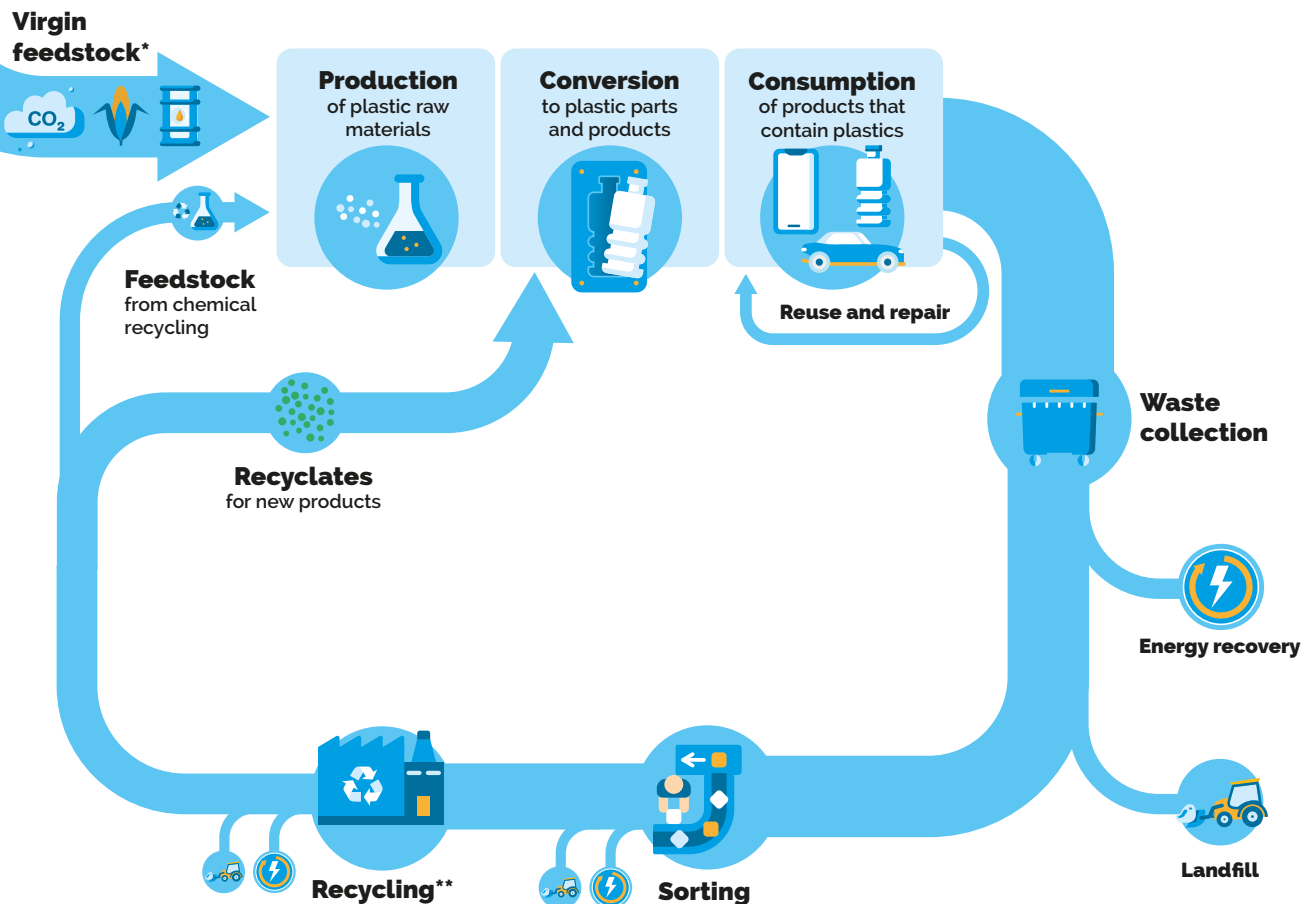 Virgin
feedstock*
CO₂
Production
of plastic raw
materials
Conversion
to plastic parts
and products
Consumption
of products that
contain plastics
Feedstock
from chemical
recycling
Reuse and repair
Recyclates
for new products
Waste
collection
Energy recovery
Landfill
Recycling**
Sorting